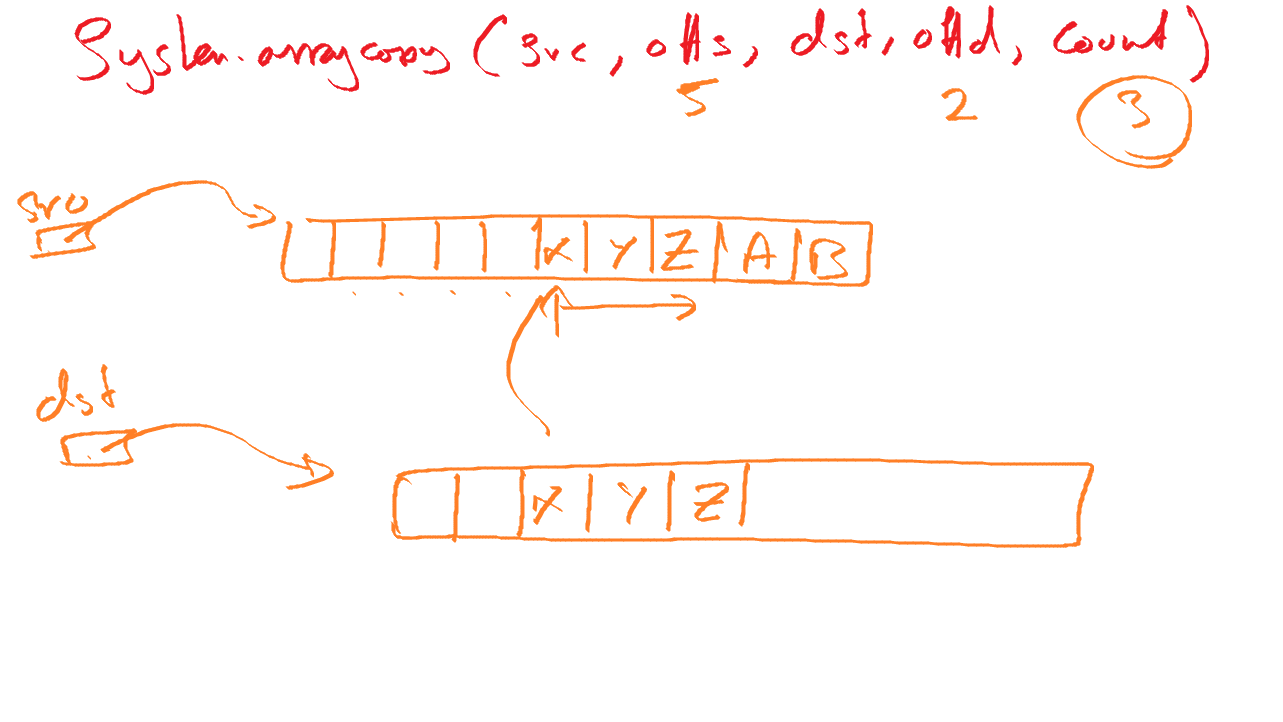 System.arraycopy (src, offs, dst, offd, count)
5 2 3
src
X Y Z A B
dst
X Y Z